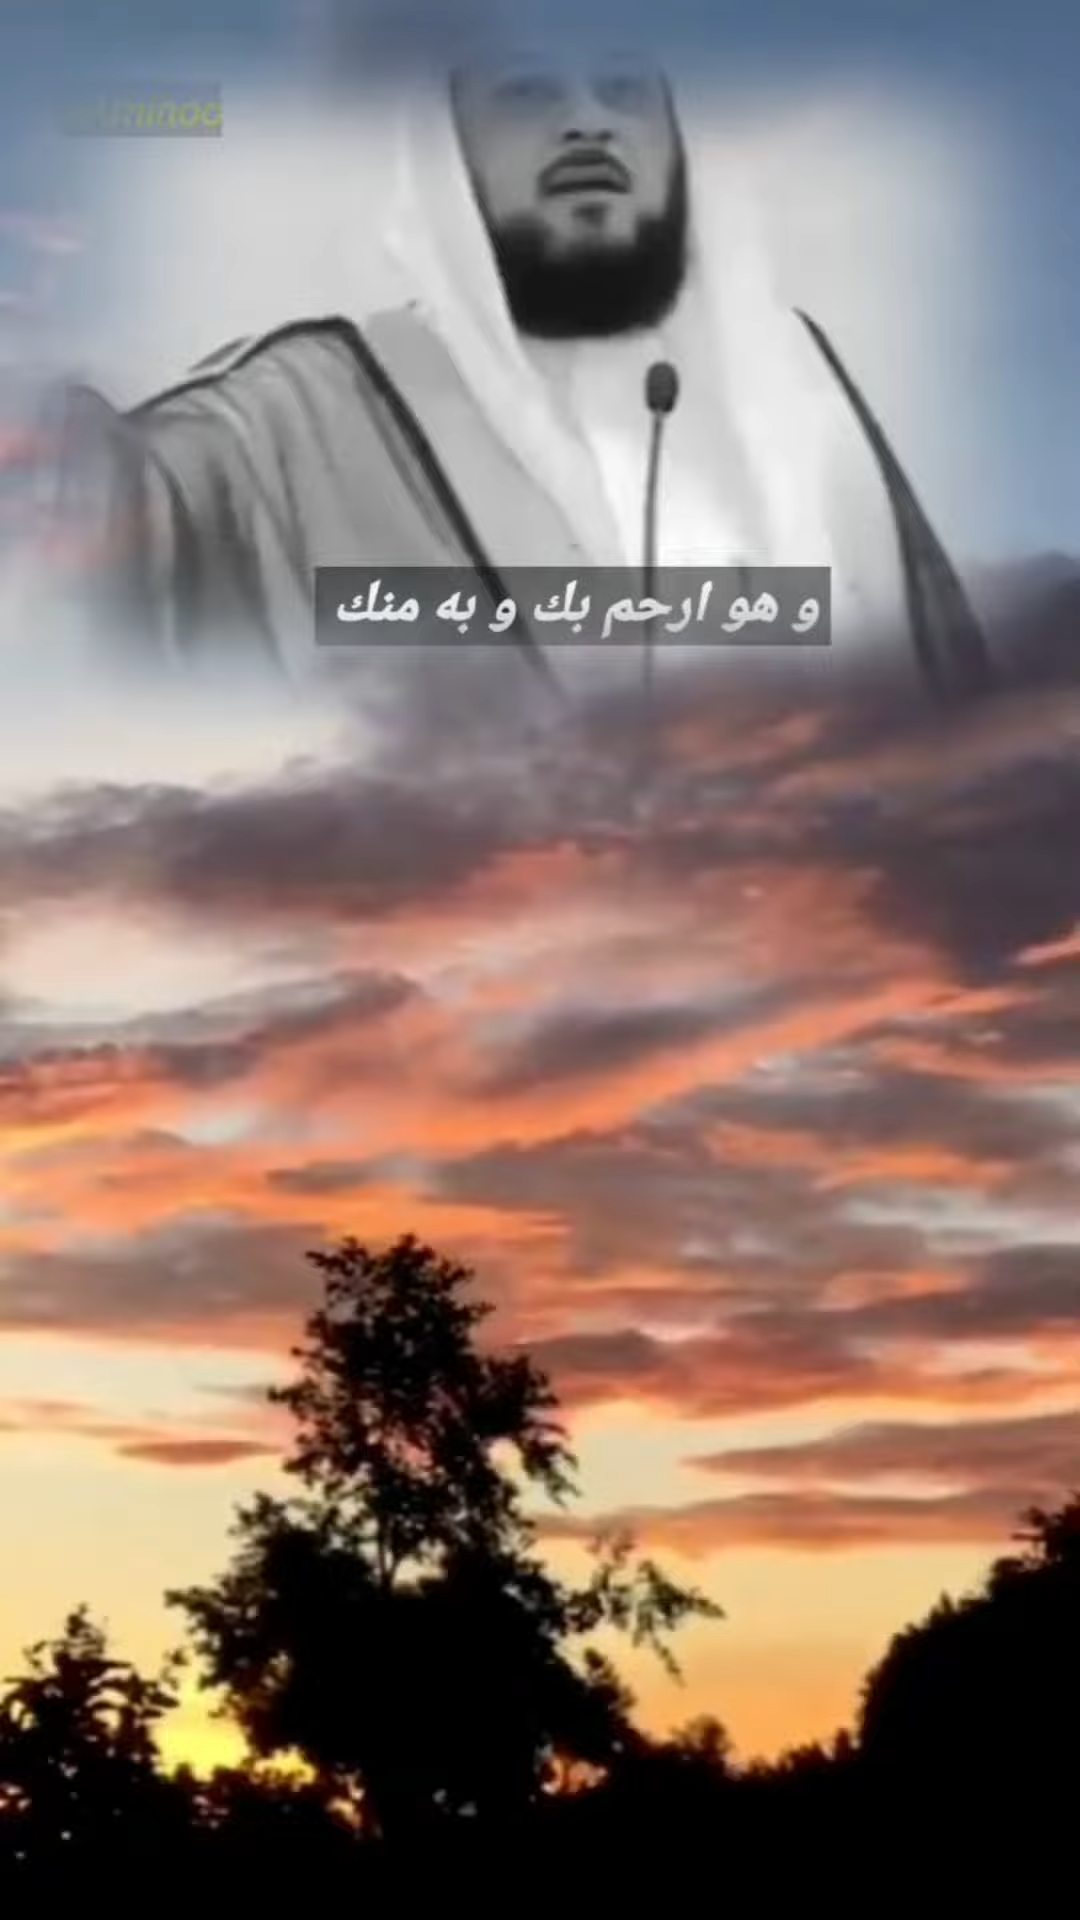 و هو ارحم بك و به منك